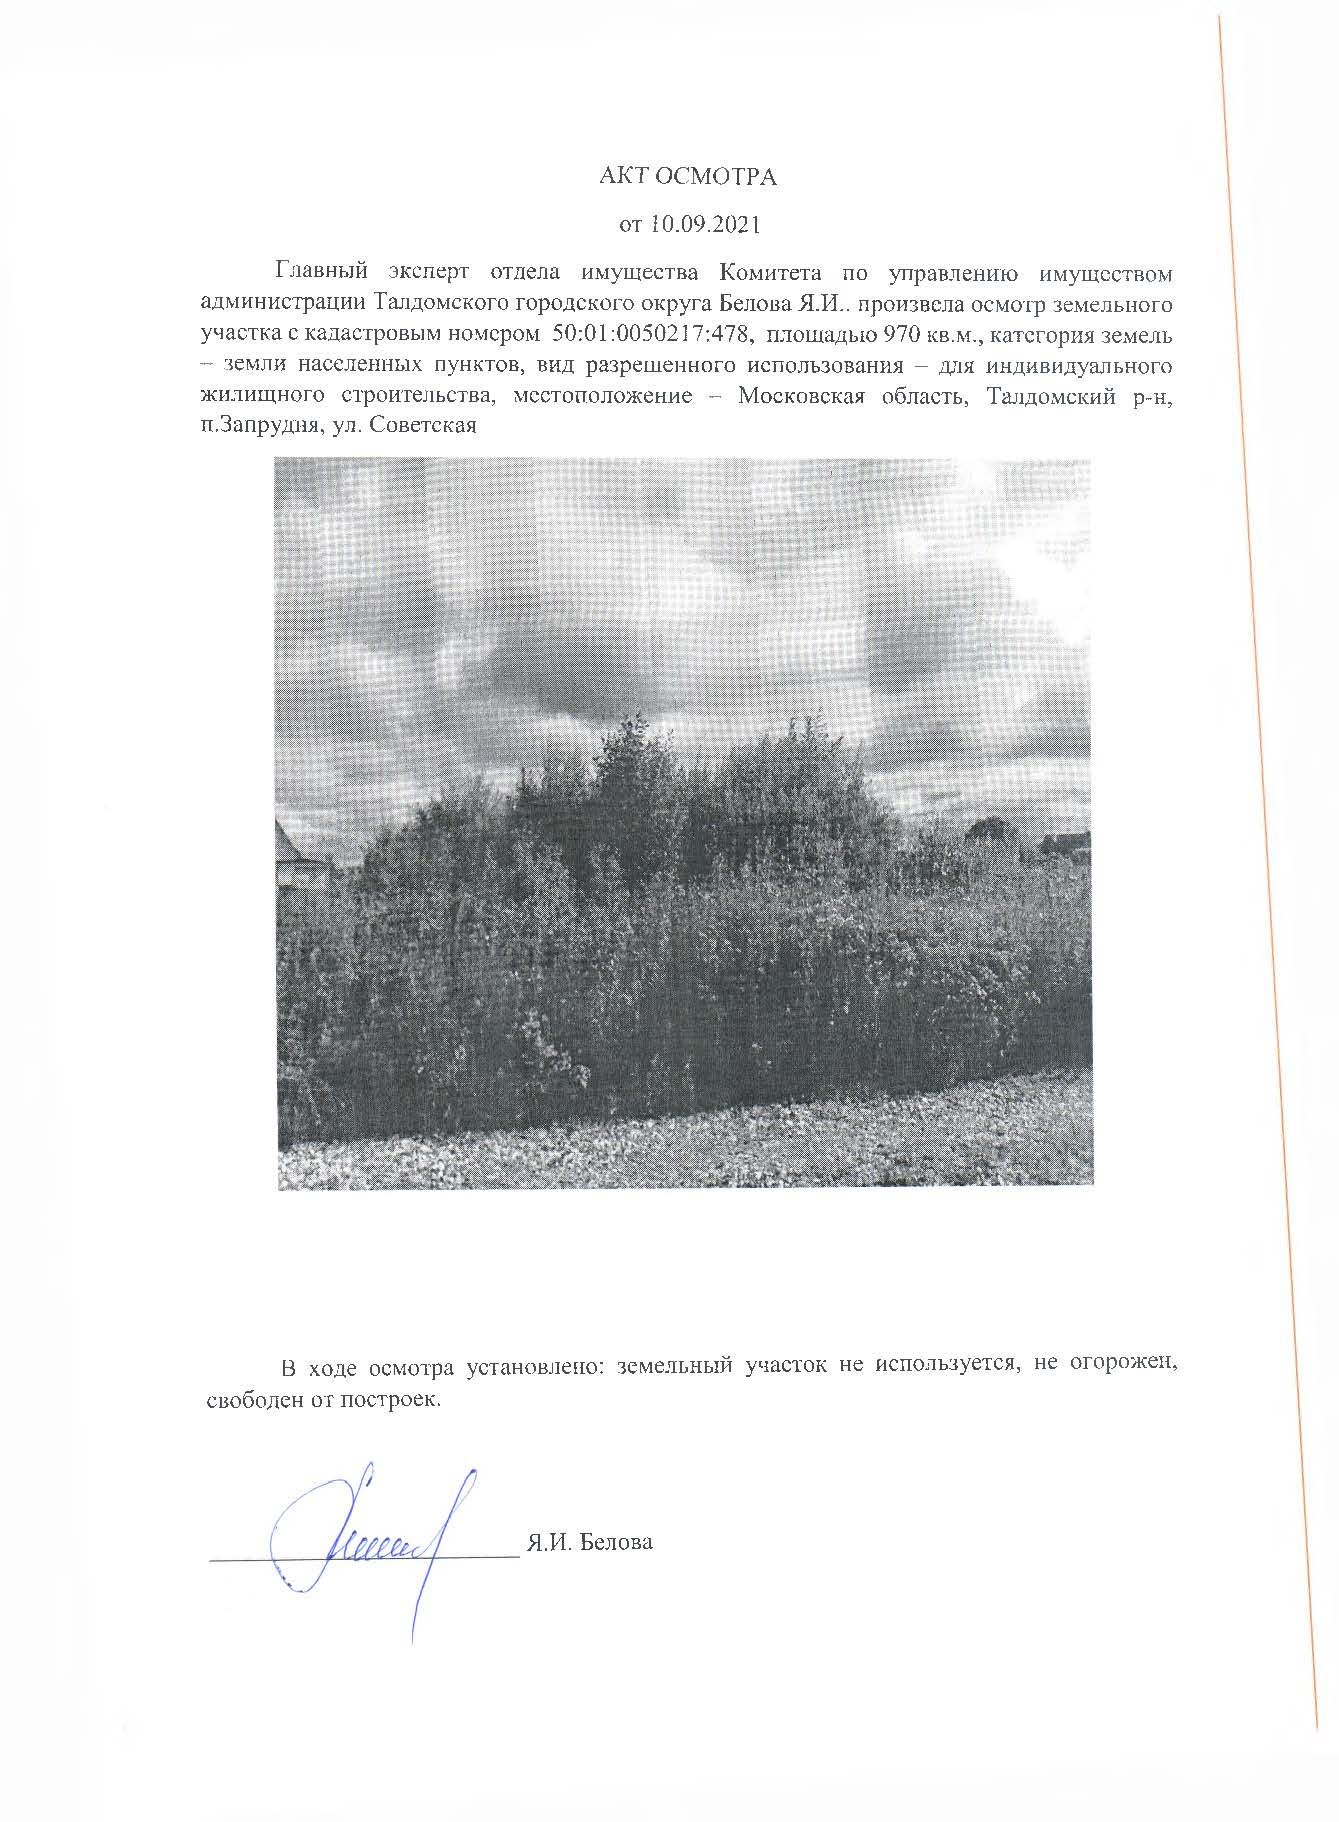 АКТ ОСМОТРА
от 10.09.2021
Главный эксперт отдела имущества Комитета по управлению имуществом
администрации Талдомского городского округа Белова Я.И.. произвела осмотр земельного
участка с кадастровым номером 50:01:0050217:478, площадью 970 кв.м., категория земель
– земли населенных пунктов, вид разрешенного использования – для индивидуального
жилищного строительства, местоположение – Московская область, Талдомский р-н,
п.Запрудня, ул. Советская
В ходе осмотра установлено: земельный участок не используется, не огорожен,
свободен от построек.
Я.И. Белова